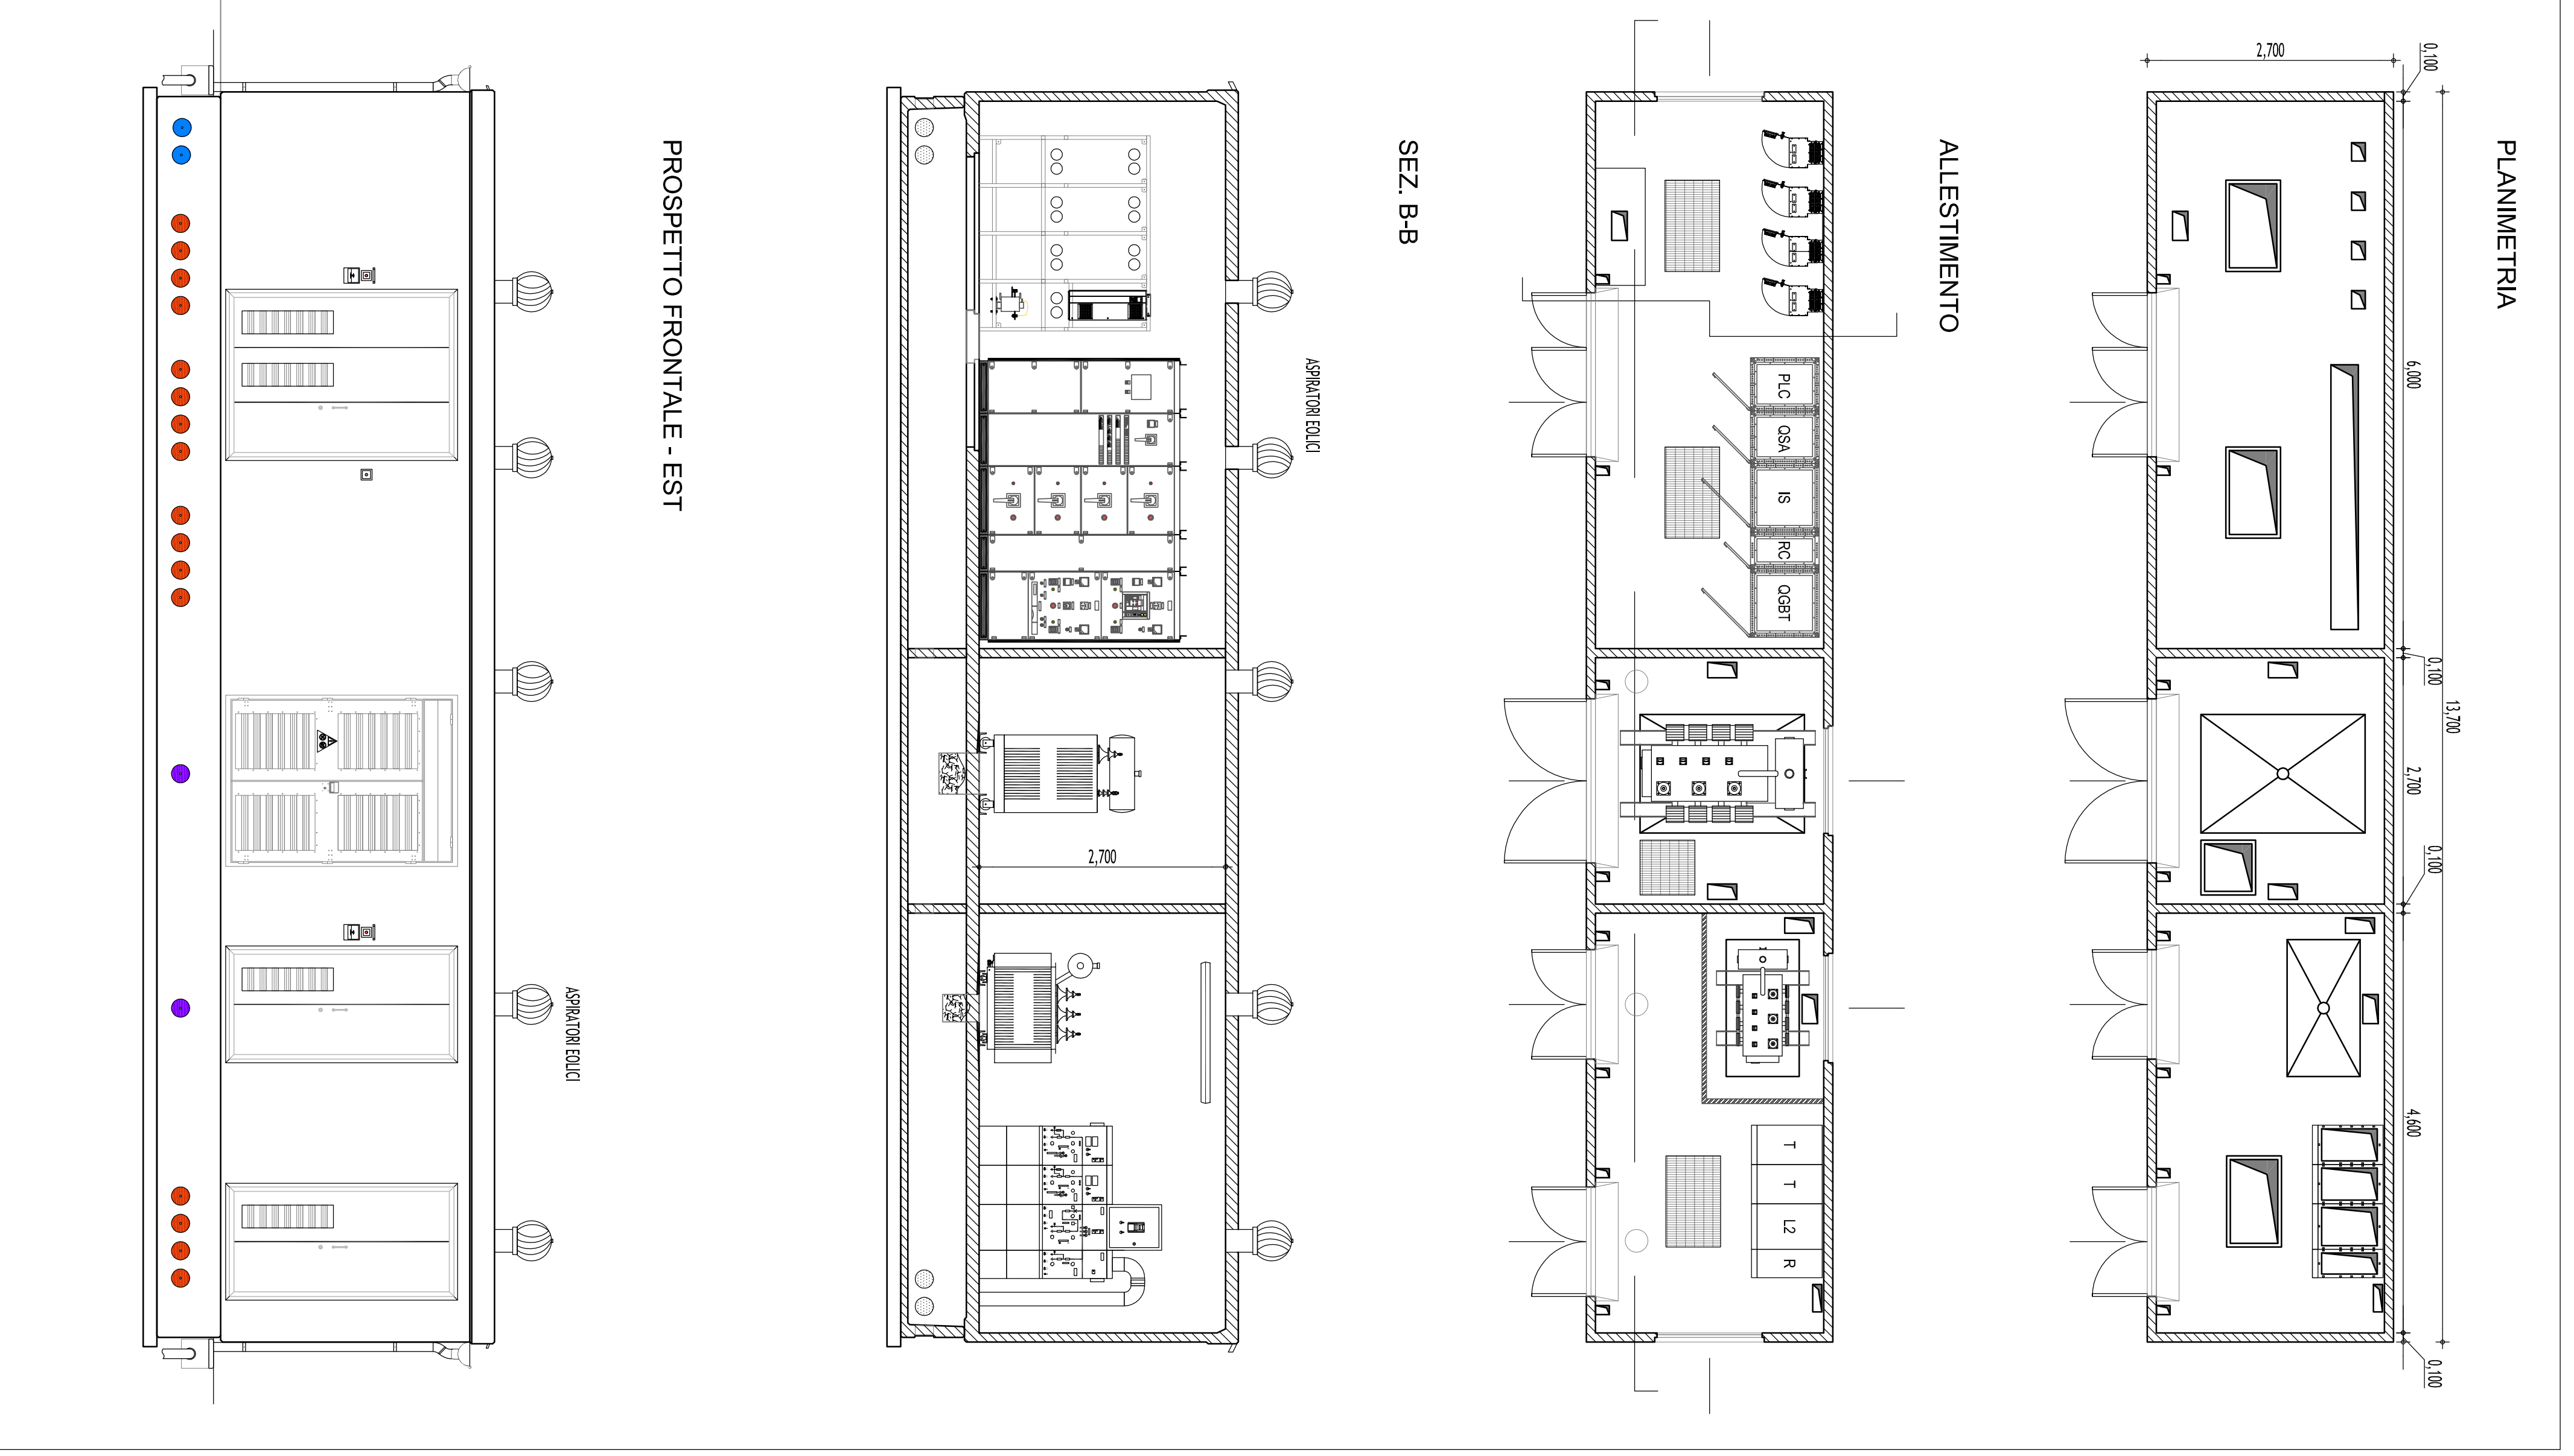 PLANIMETRIA
0,100
2,700
6,000
0,100
13,700
2,700
0,100
4,600
0,100
ALLESTIMENTO
PLC
QSA
IS
RC
QGBT
T
T
L2
R
SEZ. B-B
ASPIRATORI EOLICI
2,700
PROSPETTO FRONTALE - EST
ASPIRATORI EOLICI